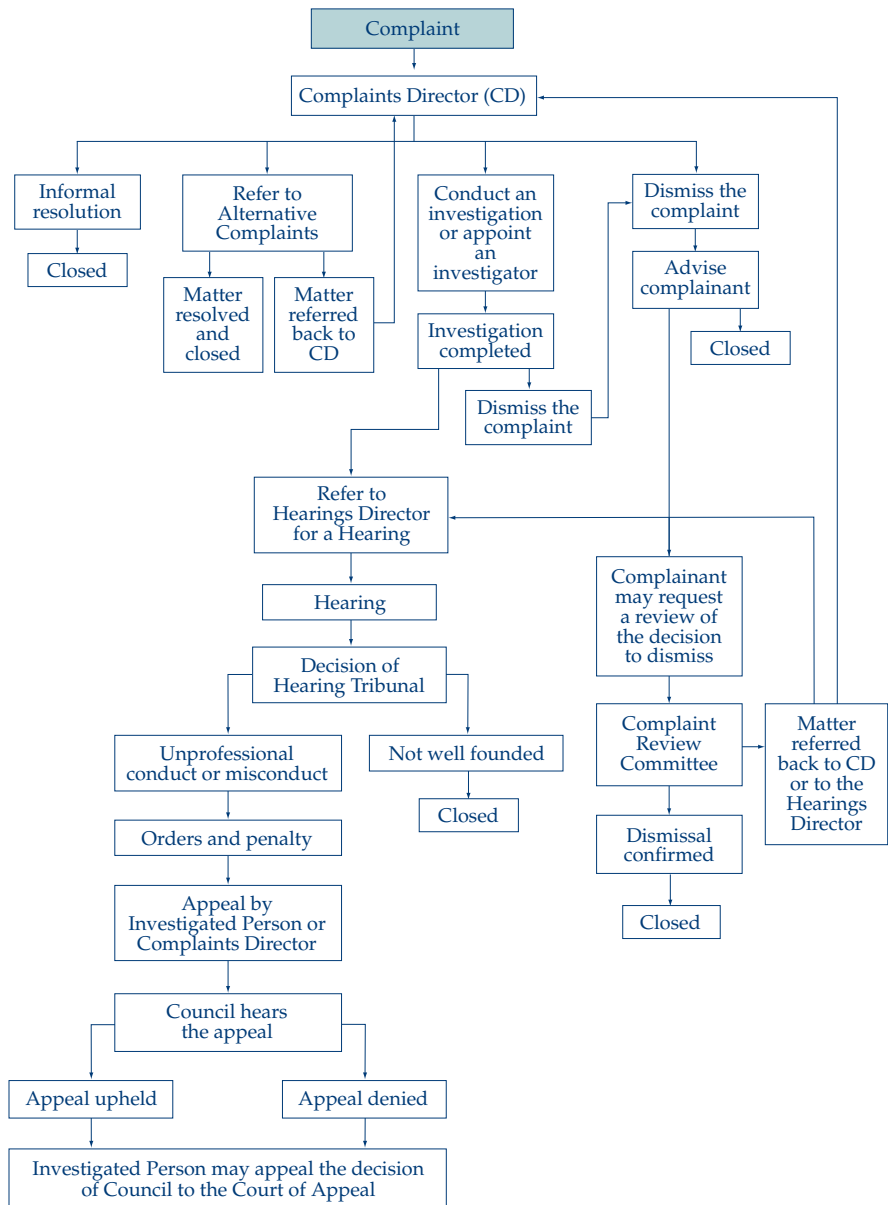 Complaint
Complaints Director (CD)
Informal
resolution
Closed
Refer to
Alternative
Complaints
Matter
resolved
and
closed
Matter
referred
back to
CD
Conduct an
investigation
or appoint
an
investigator
Investigation
completed
Dismiss the
complaint
Dismiss the
complaint
Advise
complainant
Closed
Refer to
Hearings Director
for a Hearing
Hearing
Decision of
Hearing Tribunal
Unprofessional
conduct or misconduct
Not well founded
Closed
Orders and penalty
Appeal by
Investigated Person or
Complaints Director
Council hears
the appeal
Appeal upheld
Appeal denied
Investigated Person may appeal the decision
of Council to the Court of Appeal
Complainant
may request
a review of
the decision
to dismiss
Complaint
Review
Committee
Matter
referred
back to CD
or to the
Hearings
Director
Dismissal
confirmed
Closed